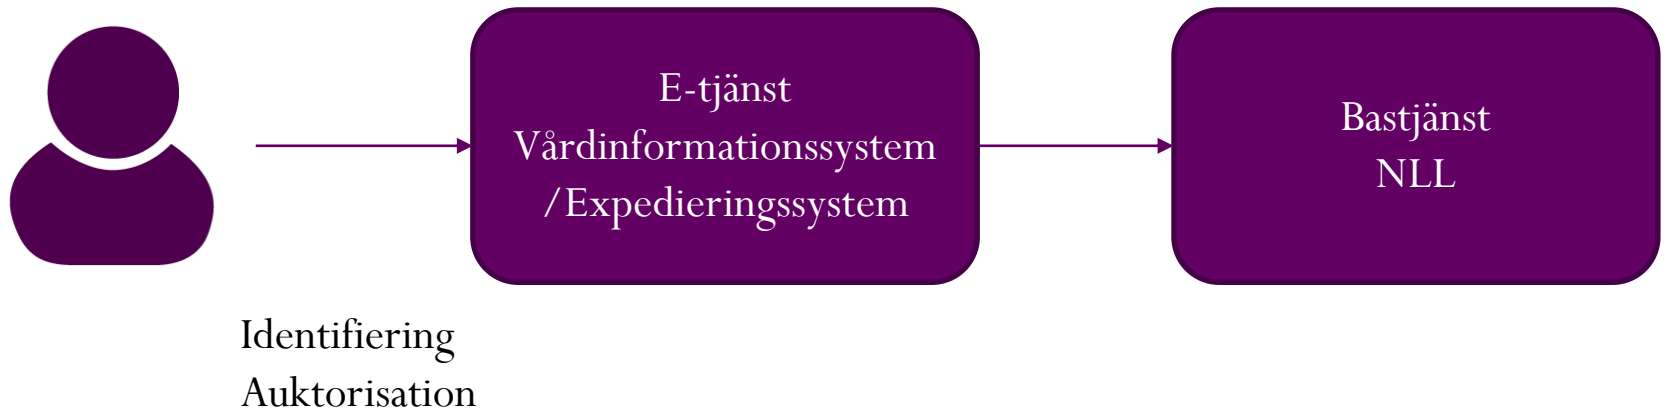 E-tjänst
Vårdinformationssystem
/Expedieringssystem
Bastjänst
NLL
Identifiering
Auktorisation